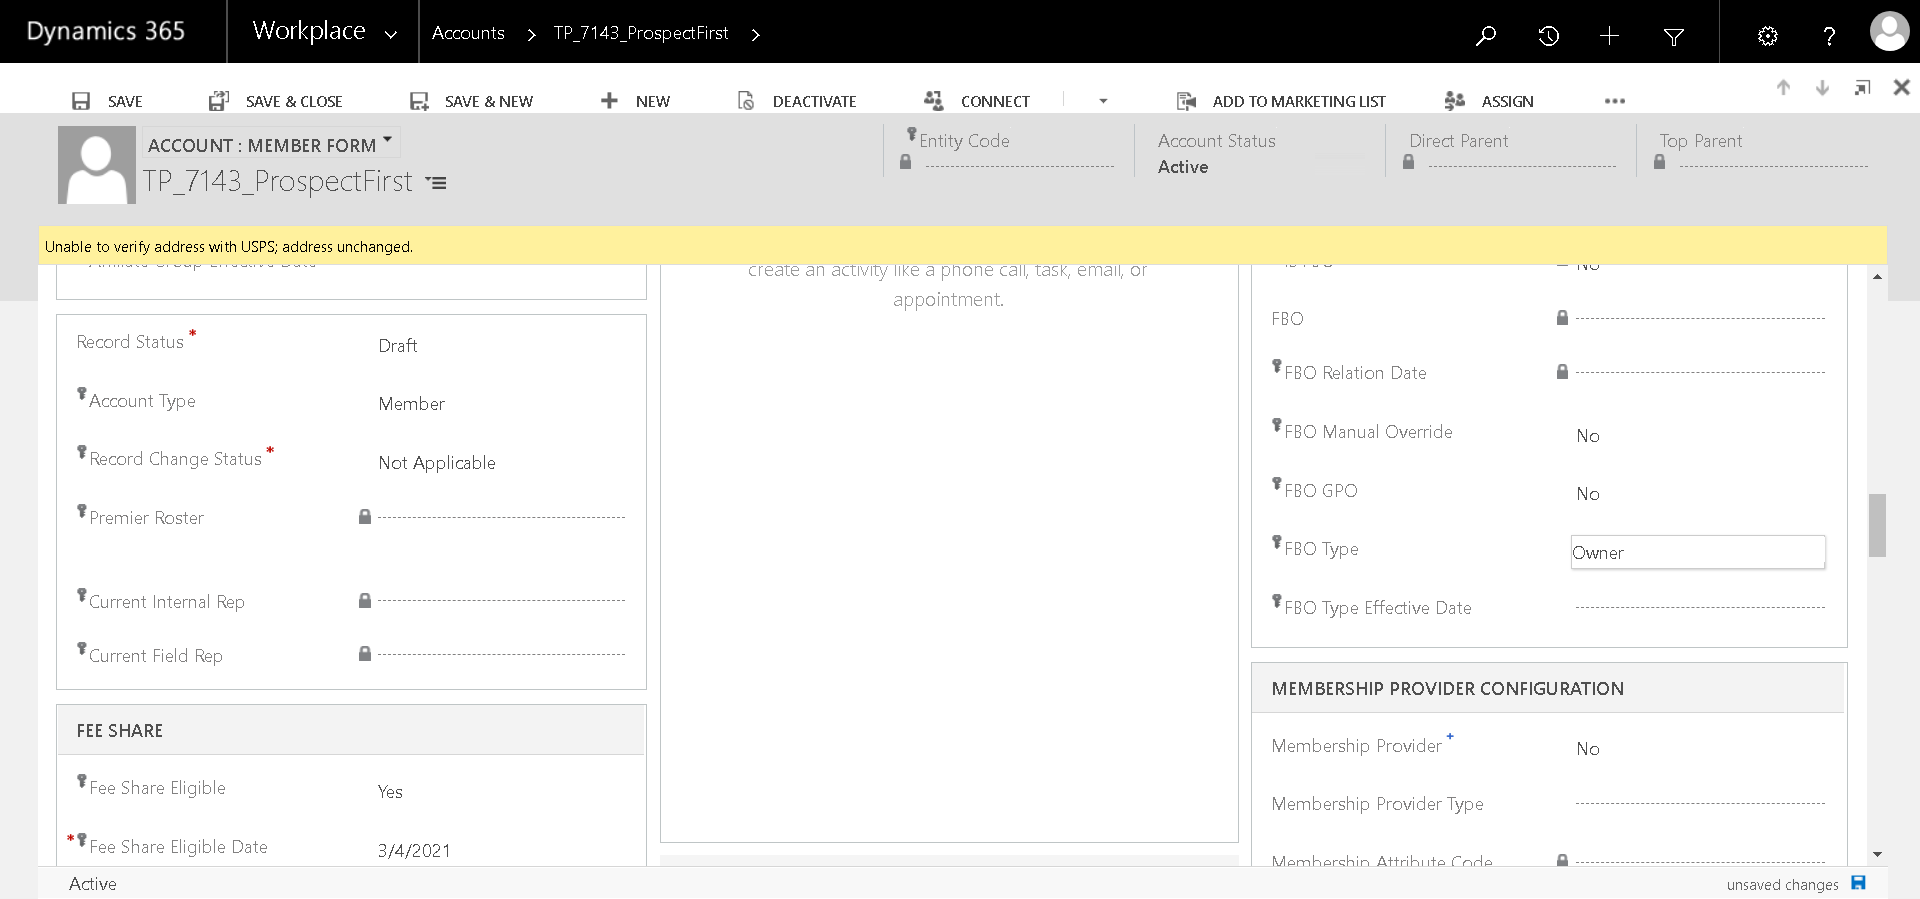 Dynamics 365
Workplace
Accounts
TP_7143_ProspectFirst
SAVE
SAVE & CLOSE
SAVE & NEW
NEW
DEACTIVATE
CONNECT
ADD TO MARKETING LIST
ASSIGN
ACCOUNT : MEMBER FORM
TP_7143_ProspectFirst
Entity Code
Account Status
Active
Direct Parent
Top Parent
Unable to verify address with USPS; address unchanged.
Affiliate Group Effective Date
Record Status *
Draft
Account Type
Member
Record Change Status *
Not Applicable
Premier Roster
Current Internal Rep
Current Field Rep
FEE SHARE
Fee Share Eligible
Yes
* Fee Share Eligible Date
3/4/2021
create an activity like a phone call, task, email, or
appointment.
No
FBO
FBO Relation Date
FBO Manual Override
No
FBO GPO
No
FBO Type
Owner
FBO Type Effective Date
MEMBERSHIP PROVIDER CONFIGURATION
Membership Provider +
No
Membership Provider Type
Membership Attribute Code
Active
unsaved changes